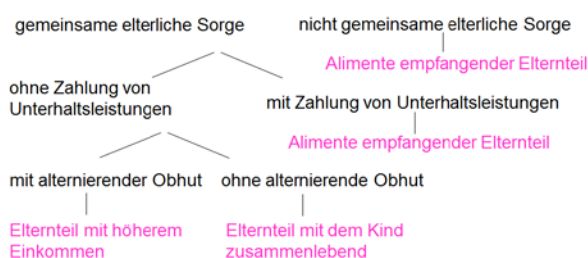 gemeinsame elterliche Sorge
nicht gemeinsame elterliche Sorge
Alimente empfangender Elternteil
ohne Zahlung von
Unterhaltsleistungen
mit Zahlung von Unterhaltsleistungen
Alimente empfangender Elternteil
mit alternierender Obhut
ohne alternierende Obhut
Elternteil mit höherem
Einkommen
Elternteil mit dem Kind
zusammenlebend